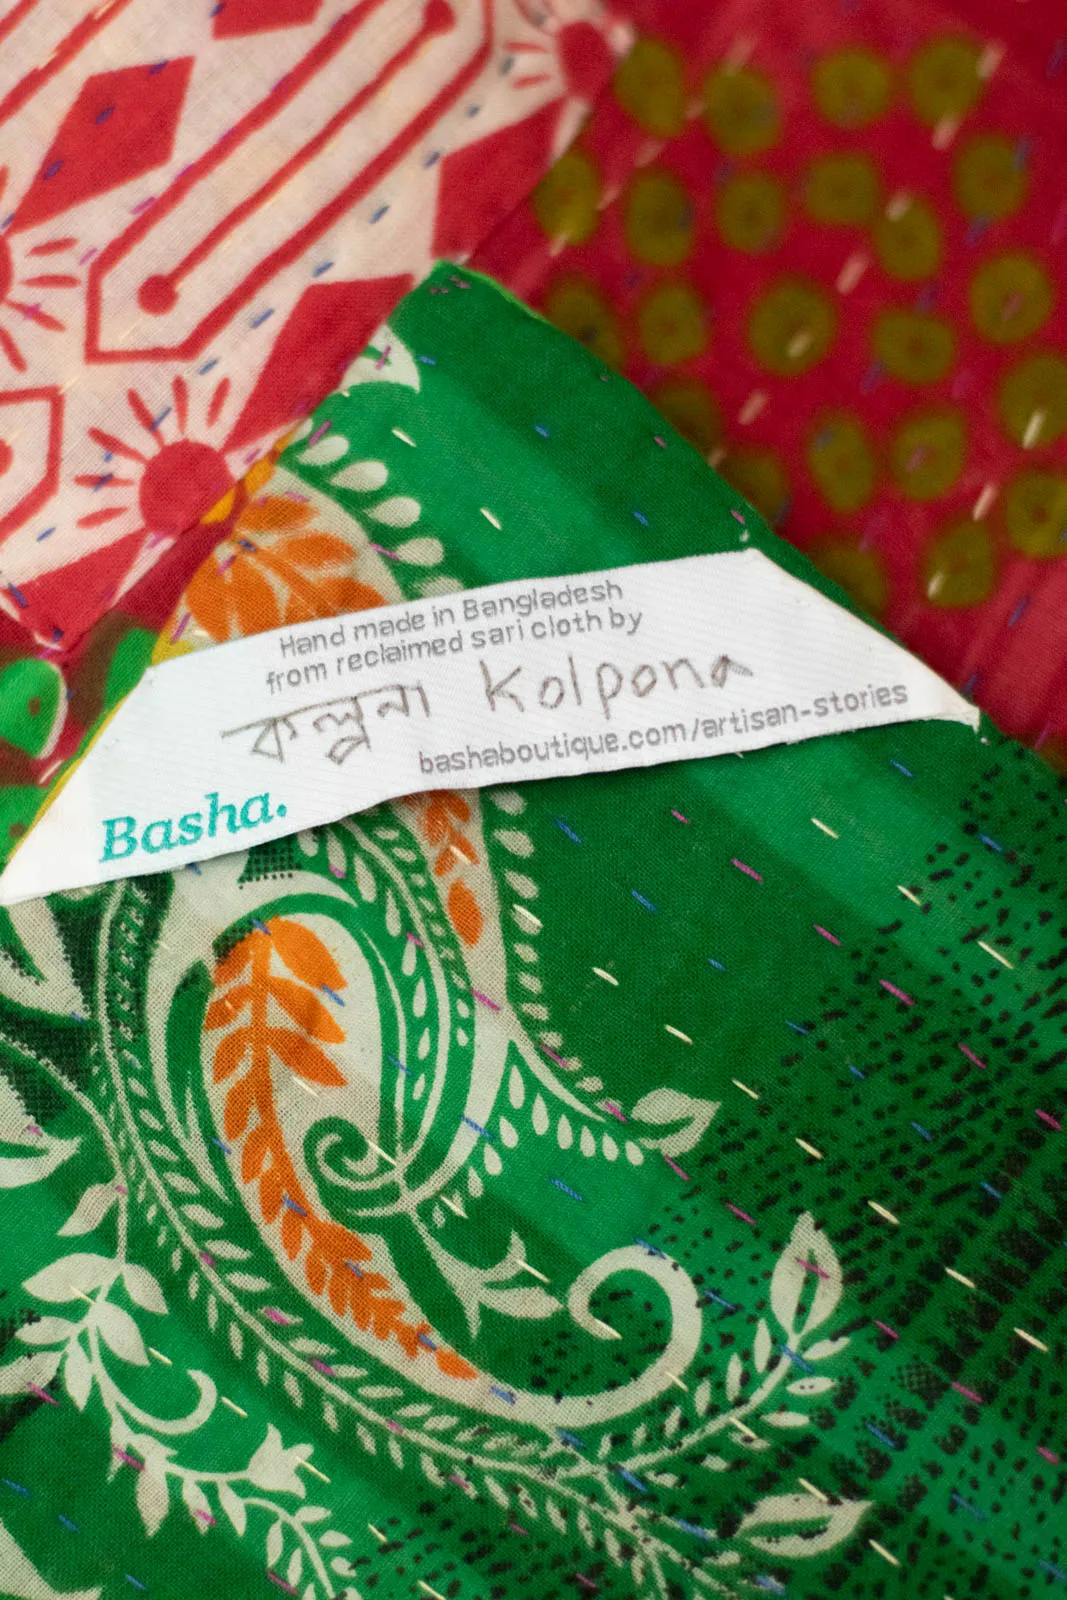 Hand made in Bangladesh
from reclaimed sari cloth by
কল্পনা Kolpona
bashaboutique.com/artisan-stories
Basha.